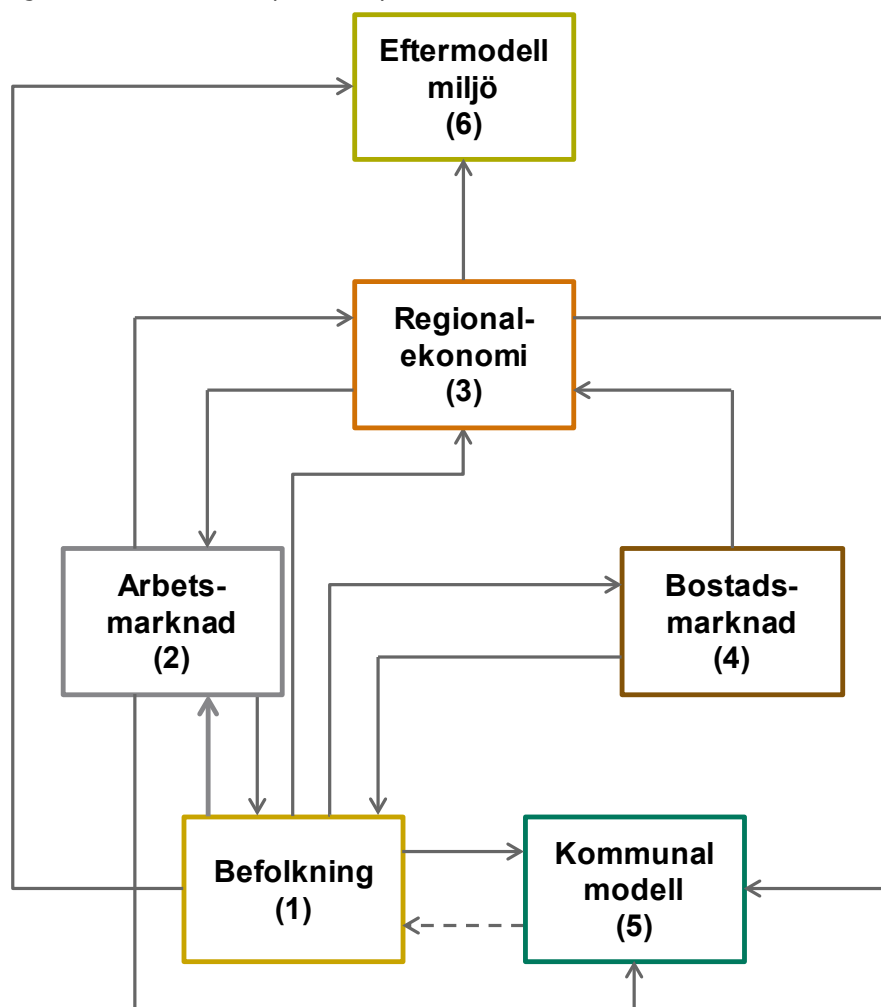 Eftermodell
miljö
(6)
Regional-
ekonomi
(3)
Arbets-
marknad
(2)
Bostads-
marknad
(4)
Befolkning
(1)
Kommunal
modell
(5)